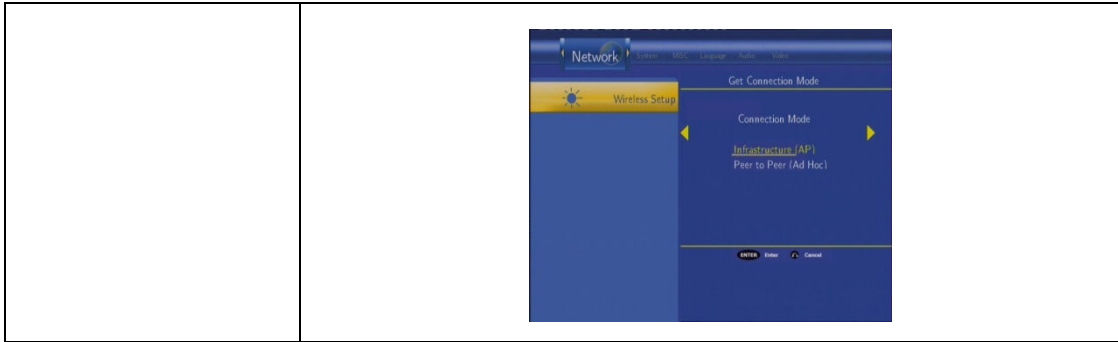 Network System MISC Language Audio Video
Get Connection Mode
Wireless Setup
Connection Mode
Infrastructure (AP)
Peer to Peer (Ad Hoc)
ENTER Enter Cancel